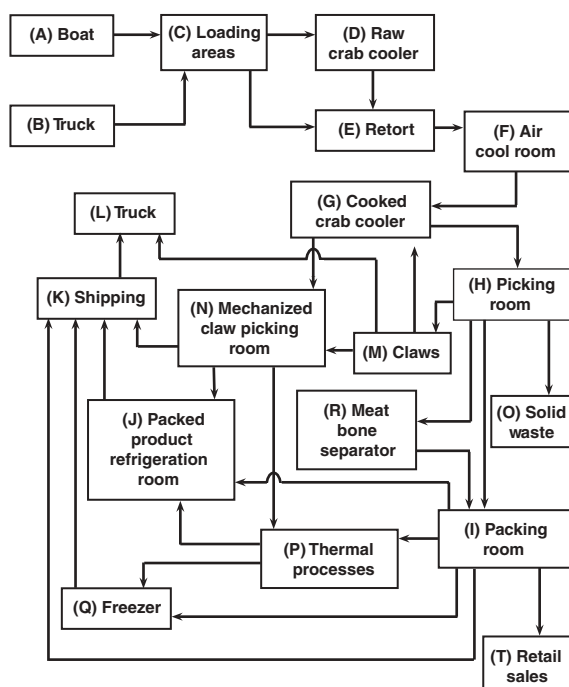 (A) Boat
(C) Loading
areas
(D) Raw
crab cooler
(B) Truck
(E) Retort
(F) Air
cool room
(L) Truck
(G) Cooked
crab cooler
(K) Shipping
(N) Mechanized
claw picking
room
(M) Claws
(H) Picking
room
(J) Packed
product
refrigeration
room
(R) Meat
bone
separator
(O) Solid
waste
(P) Thermal
processes
(I) Packing
room
(Q) Freezer
(T) Retail
sales